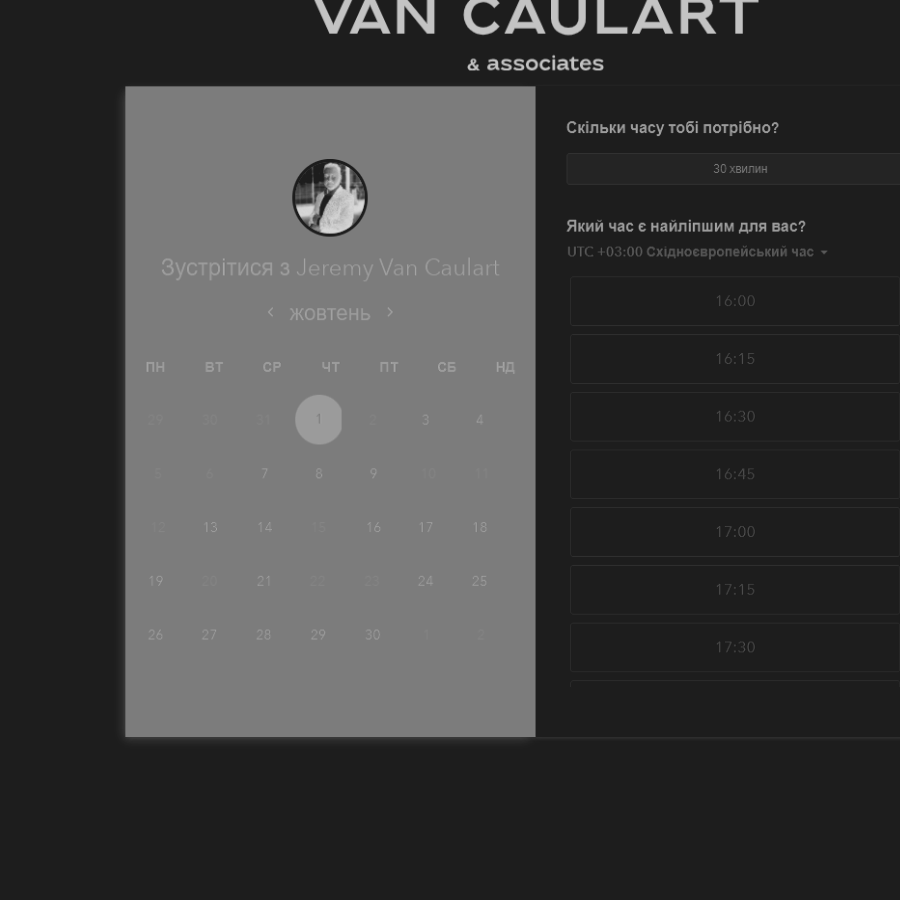 VAN CAULART
& associates
Зустрітися з Jeremy Van Caulart
жовтень
ПН ВТ СР ЧТ ПТ СБ НД
29 30 31 1 2 3 4
5 6 7 8 9 10 11
12 13 14 15 16 17 18
19 20 21 22 23 24 25
26 27 28 29 30 1 2
Скільки часу тобі потрібно?
30 хвилин
Який час є найліпшим для вас?
UTC +03:00 Східноєвропейський час
16:00
16:15
16:30
16:45
17:00
17:15
17:30